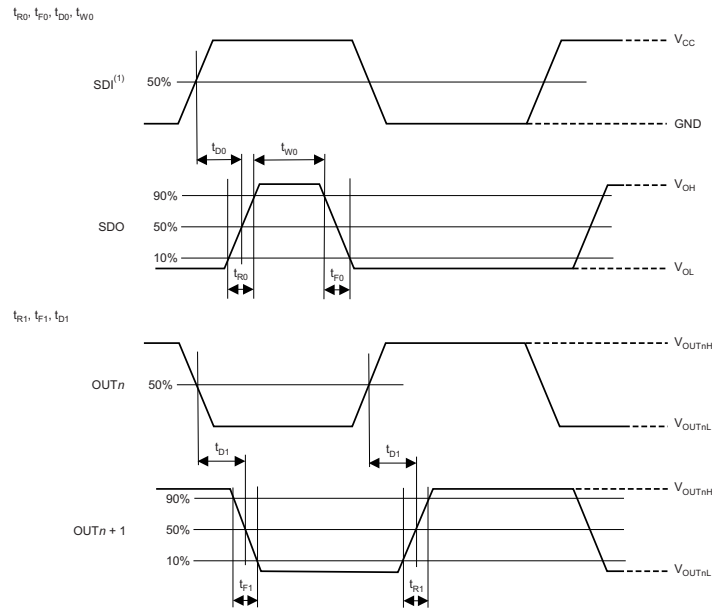 tR0, tF0, tD0, tW0
VCC
SDI(1) 50%
GND
tD0 tW0
VOH
90%
SDO 50%
10%
VOL
tR0 tF0
tR1, tF1, tD1
VOUTnH
OUTn 50%
VOUTnL
tD1 tD1
VOUTnH
90%
OUTn + 1 50%
10%
VOUTnL
tF1 tR1